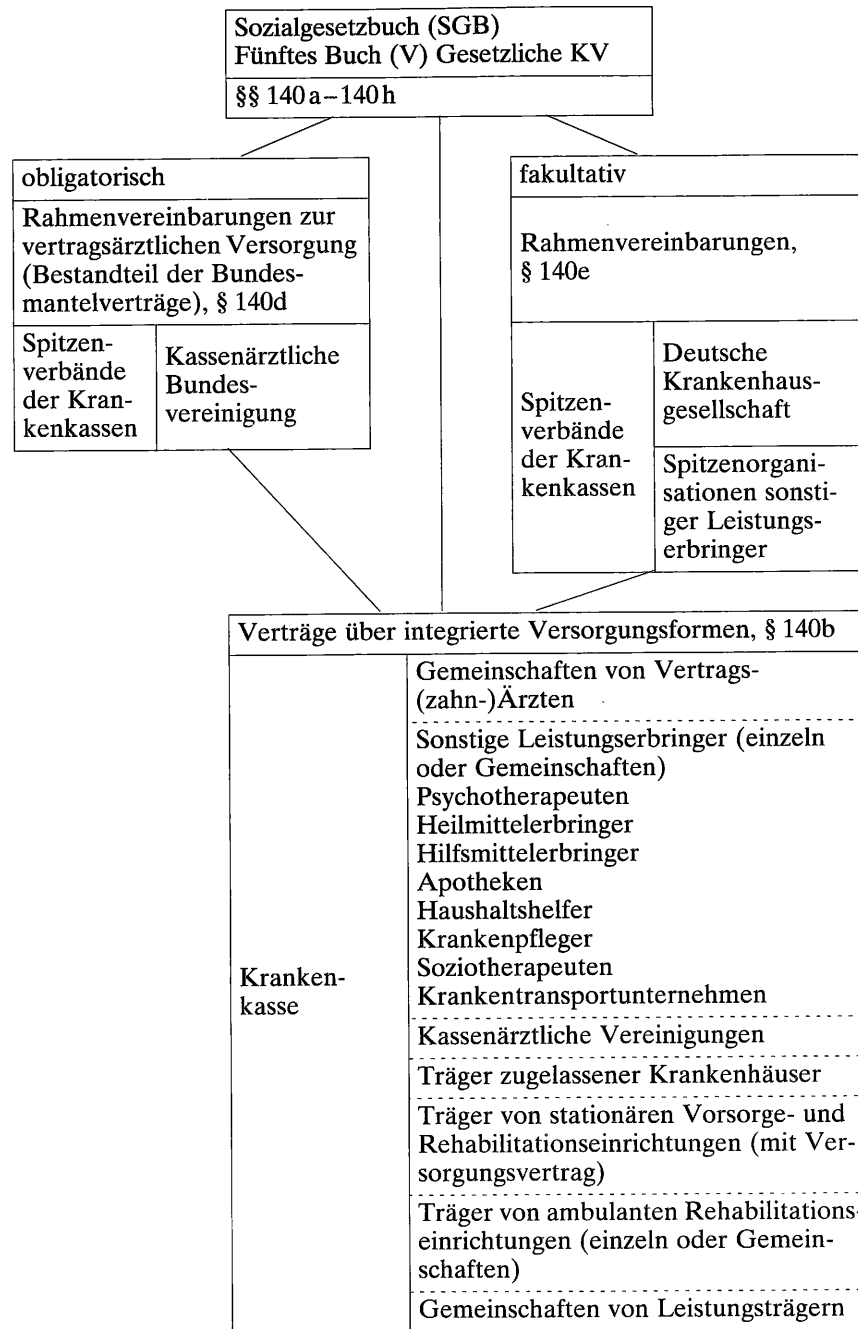 Sozialgesetzbuch (SGB)
Fünftes Buch (V) Gesetzliche KV
§§ 140 a–140 h
obligatorisch
Rahmenvereinbarungen zur
vertragsärztlichen Versorgung
(Bestandteil der Bundes-
mantelverträge), § 140d
Spitzen-
verbände
der Kran-
kenkassen
Kassenärztliche
Bundes-
vereinigung
fakultativ
Rahmenvereinbarungen,
§ 140e
Spitzen-
verbände
der Kran-
kenkassen
Deutsche
Krankenhaus-
gesellschaft
Spitzenorgani-
sationen sonsti-
ger Leistungs-
erbringer
Verträge über integrierte Versorgungsformen, § 140b
Kranken-
kasse
Gemeinschaften von Vertrags-
(zahn-)Ärzten
Sonstige Leistungserbringer (einzeln
oder Gemeinschaften)
Psychotherapeuten
Heilmittelerbringer
Hilfsmittelerbringer
Apotheken
Haushaltshelfer
Krankenpfleger
Soziotherapeuten
Krankentransportunternehmen
Kassenärztliche Vereinigungen
Träger zugelassener Krankenhäuser
Träger von stationären Vorsorge- und
Rehabilitationseinrichtungen (mit Ver-
sorgungsvertrag)
Träger von ambulanten Rehabilitations-
einrichtungen (einzeln oder Gemein-
schaften)
Gemeinschaften von Leistungsträgern